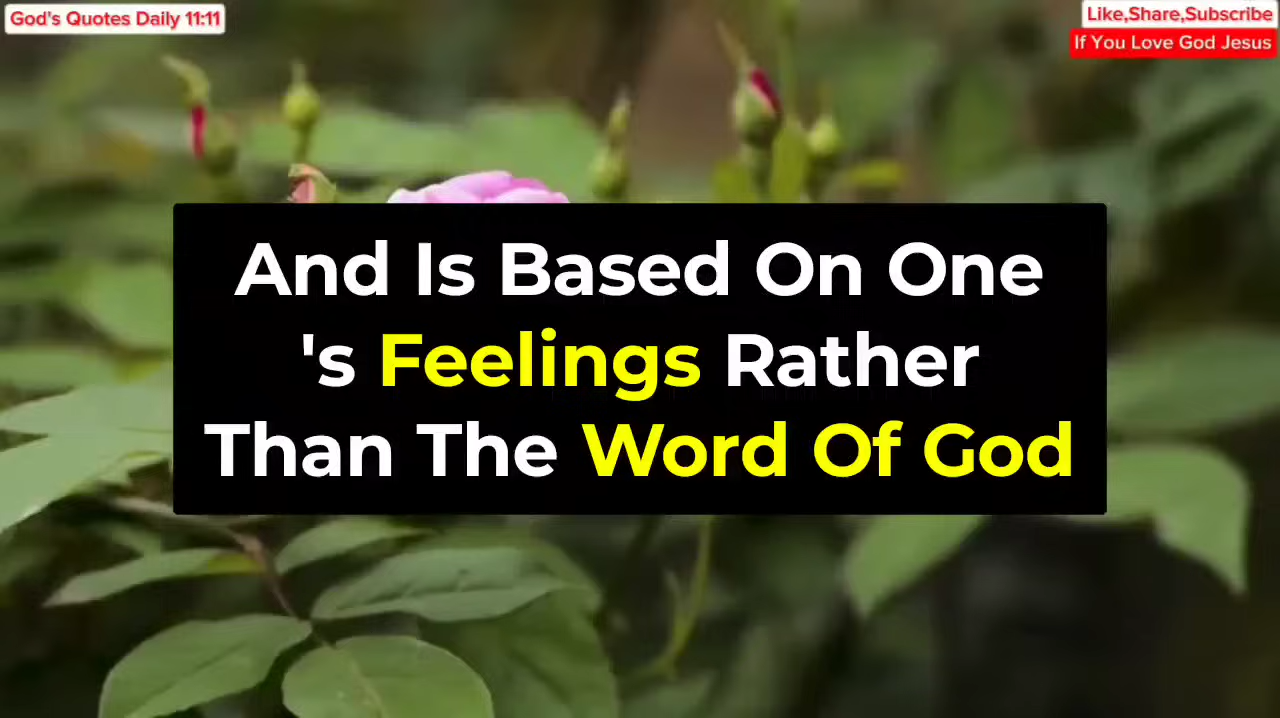 God's Quotes Daily 11:11
Like,Share,Subscribe
If You Love God Jesus
And Is Based On One
's Feelings Rather
Than The Word Of God